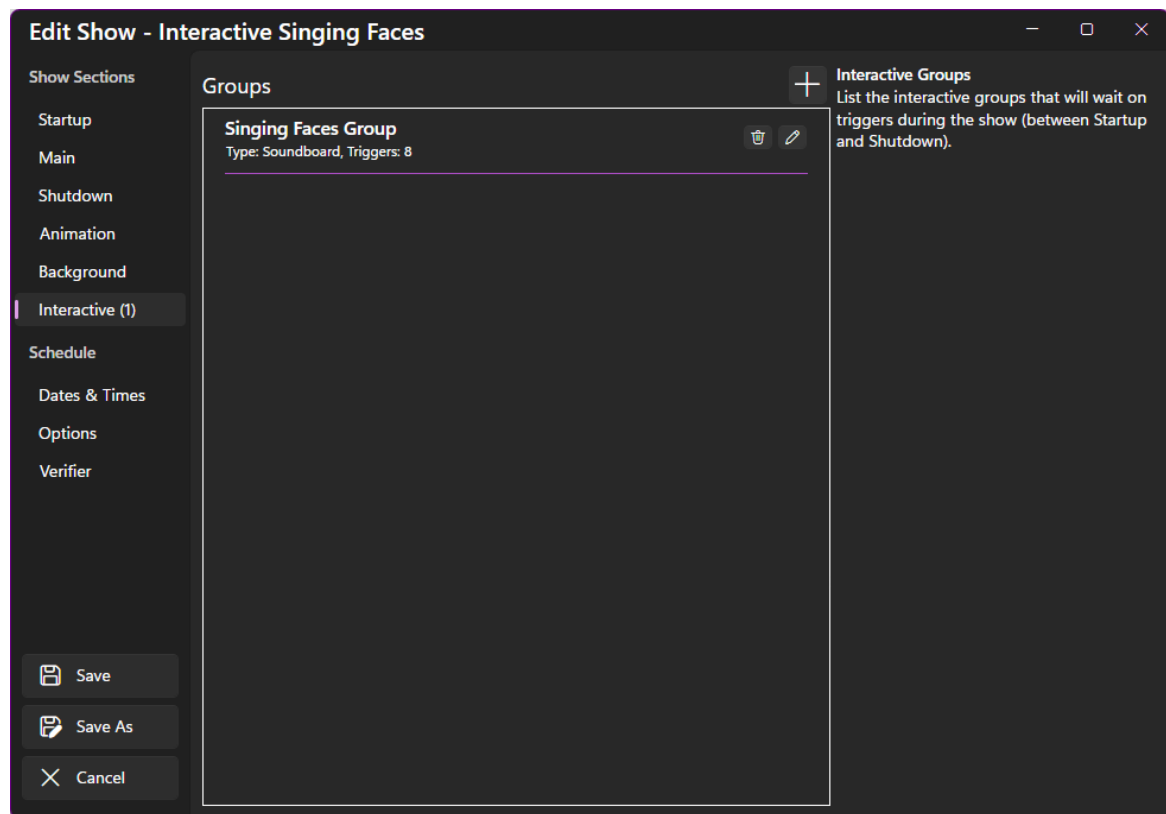 Edit Show - Interactive Singing Faces
Show Sections
Startup
Main
Shutdown
Animation
Background
Interactive (1)
Schedule
Dates & Times
Options
Verifier
Save
Save As
Cancel
Groups
Singing Faces Group
Type: Soundboard, Triggers: 8
Interactive Groups
List the interactive groups that will wait on
triggers during the show (between Startup
and Shutdown).